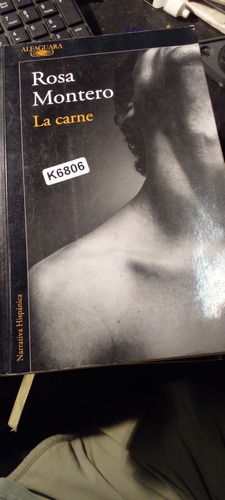 ALFAGUARA
Rosa
Montero
La carne
K6806
Narrativa Hispánica